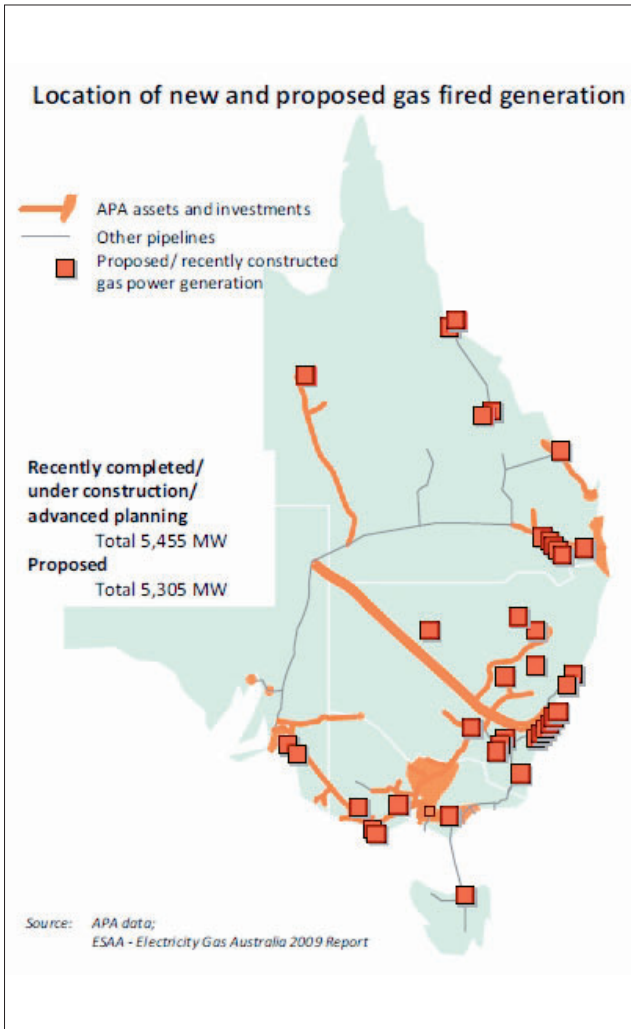 Location of new and proposed gas fired generation
APA assets and investments
Other pipelines
Proposed/ recently constructed
gas power generation
Recently completed/
under construction/
advanced planning
Total 5,455 MW
Proposed
Total 5,305 MW
Source: APA data;
ESAA - Electricity Gas Australia 2009 Report